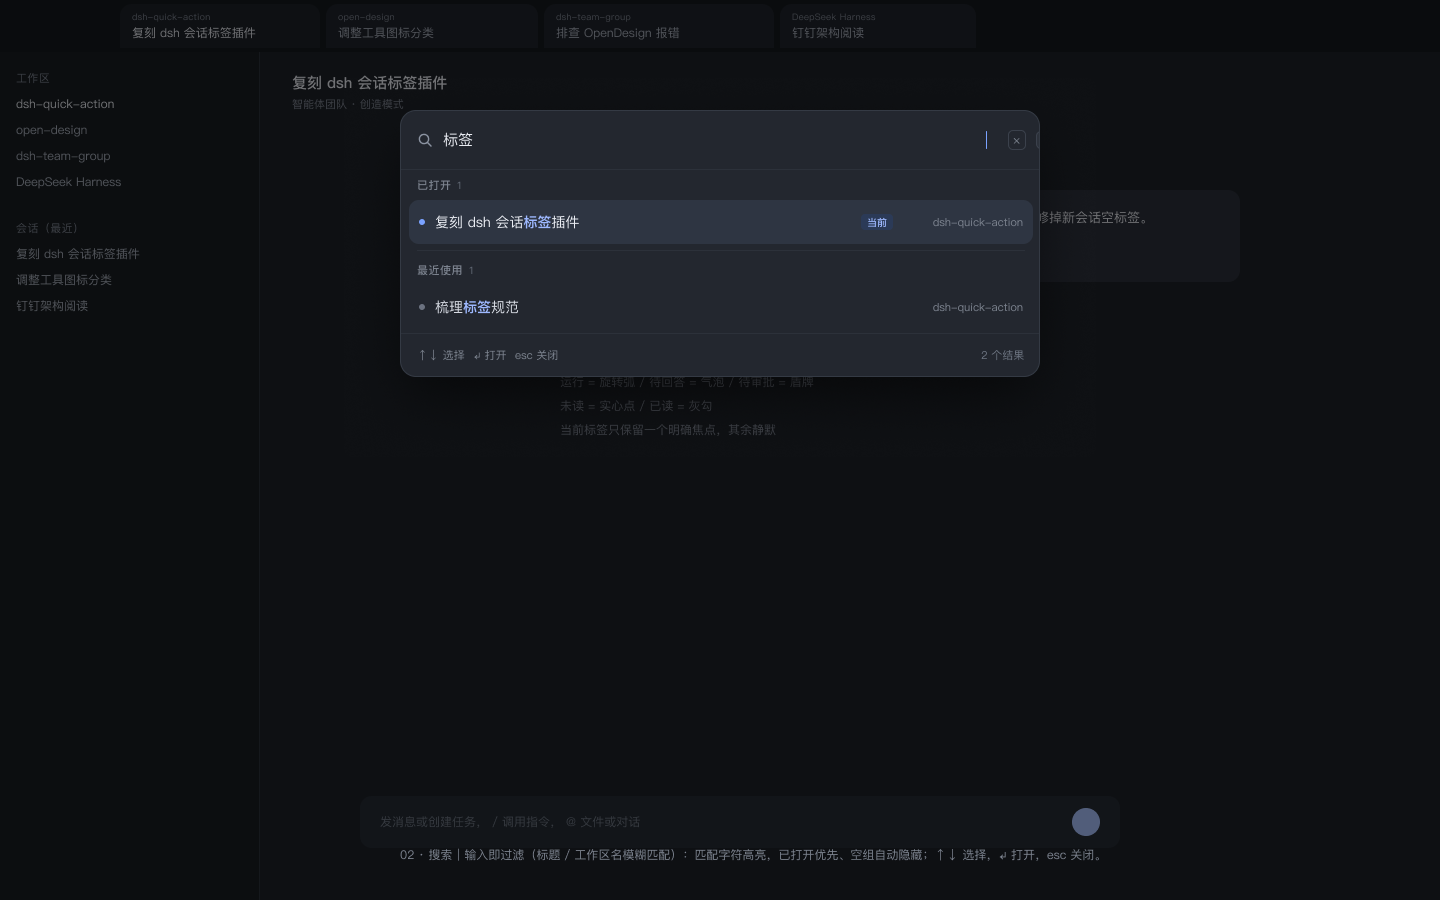 dsh-quick-action
复刻 dsh 会话标签插件
open-design
调整工具图标分类
dsh-team-group
排查 OpenDesign 报错
DeepSeek Harness
钉钉架构阅读
工作区
dsh-quick-action
open-design
dsh-team-group
DeepSeek Harness
会话（最近）
复刻 dsh 会话标签插件
调整工具图标分类
钉钉架构阅读
复刻 dsh 会话标签插件
智能体团队 · 创造模式
标签
已打开 1
复刻 dsh 会话标签插件 当前 dsh-quick-action
最近使用 1
梳理标签规范 dsh-quick-action
↑↓ 选择 ↲ 打开 esc 关闭 2 个结果
掉新会话空标签。
运行 = 旋转弧 / 待回答 = 气泡 / 待审批 = 盾牌
未读 = 实心点 / 已读 = 灰勾
当前标签只保留一个明确焦点，其余静默
发消息或创建任务， / 调用指令， @ 文件或对话
02 · 搜索｜输入即过滤（标题 / 工作区名模糊匹配）：匹配字符高亮，已打开优先、空组自动隐藏；↑↓ 选择，↲ 打开，esc 关闭。